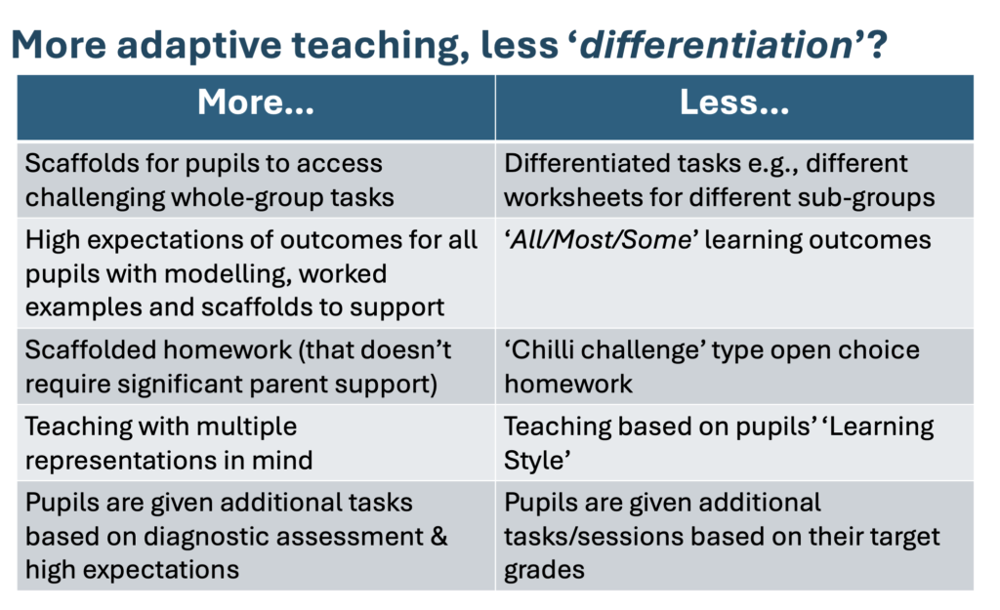 More adaptive teaching, less ‘differentiation’?
More...
Less...
Scaffolds for pupils to access
challenging whole-group tasks
Differentiated tasks e.g., different
worksheets for different sub-groups
High expectations of outcomes for all
pupils with modelling, worked
examples and scaffolds to support
‘All/Most/Some’ learning outcomes
Scaffolded homework (that doesn’t
require significant parent support)
‘Chilli challenge’ type open choice
homework
Teaching with multiple
representations in mind
Teaching based on pupils’ ‘Learning
Style’
Pupils are given additional tasks
based on diagnostic assessment &
high expectations
Pupils are given additional
tasks/sessions based on their target
grades